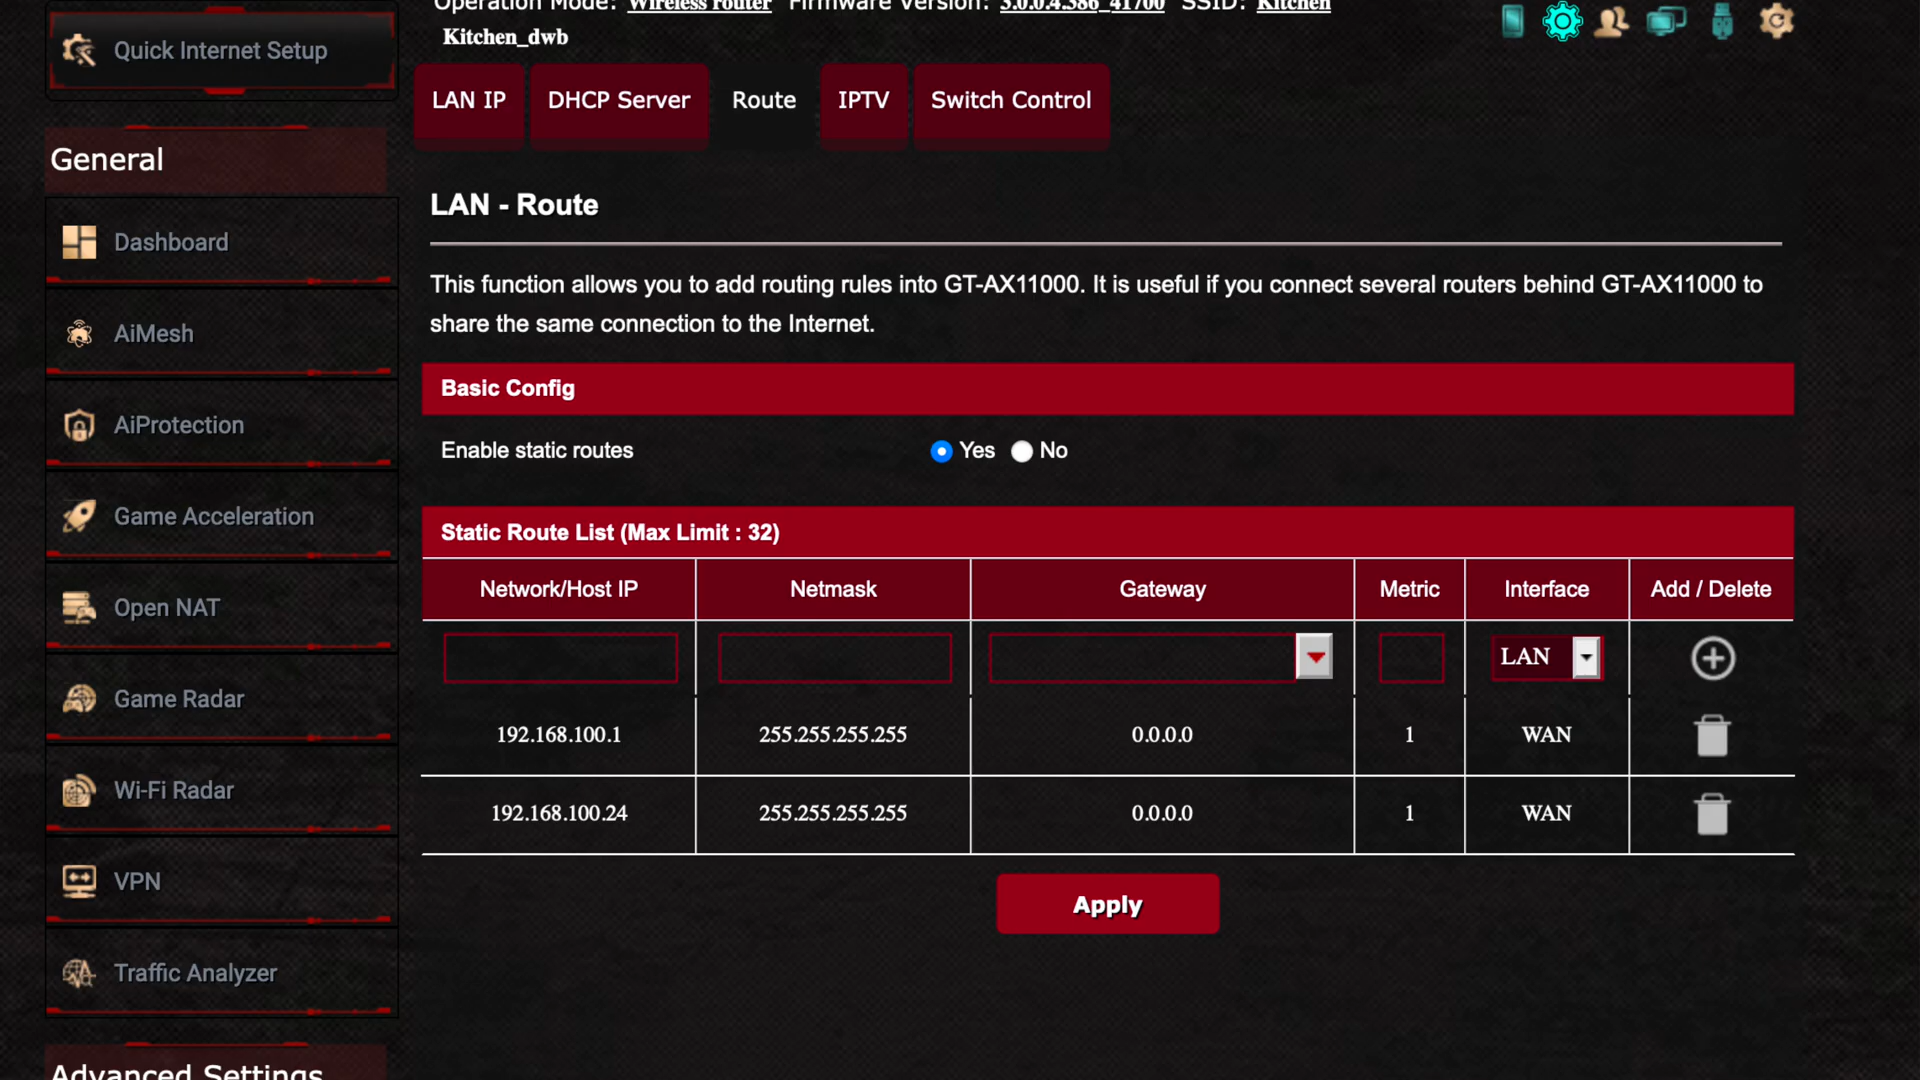 Operation Mode: Wireless router Firmware Version: 3.0.0.4.386_41700 SSID: Kitchen
Kitchen_dwb
Quick Internet Setup
LAN IP
DHCP Server
Route
IPTV
Switch Control
General
Dashboard
AiMesh
AiProtection
Game Acceleration
Open NAT
Game Radar
Wi-Fi Radar
VPN
Traffic Analyzer
Advanced Settings
LAN - Route
This function allows you to add routing rules into GT-AX11000. It is useful if you connect several routers behind GT-AX11000 to
share the same connection to the Internet.
Basic Config
Enable static routes Yes No
Static Route List (Max Limit : 32)
Network/Host IP Netmask Gateway Metric Interface Add / Delete
LAN
192.168.100.1 255.255.255.255 0.0.0.0 1 WAN
192.168.100.24 255.255.255.255 0.0.0.0 1 WAN
Apply